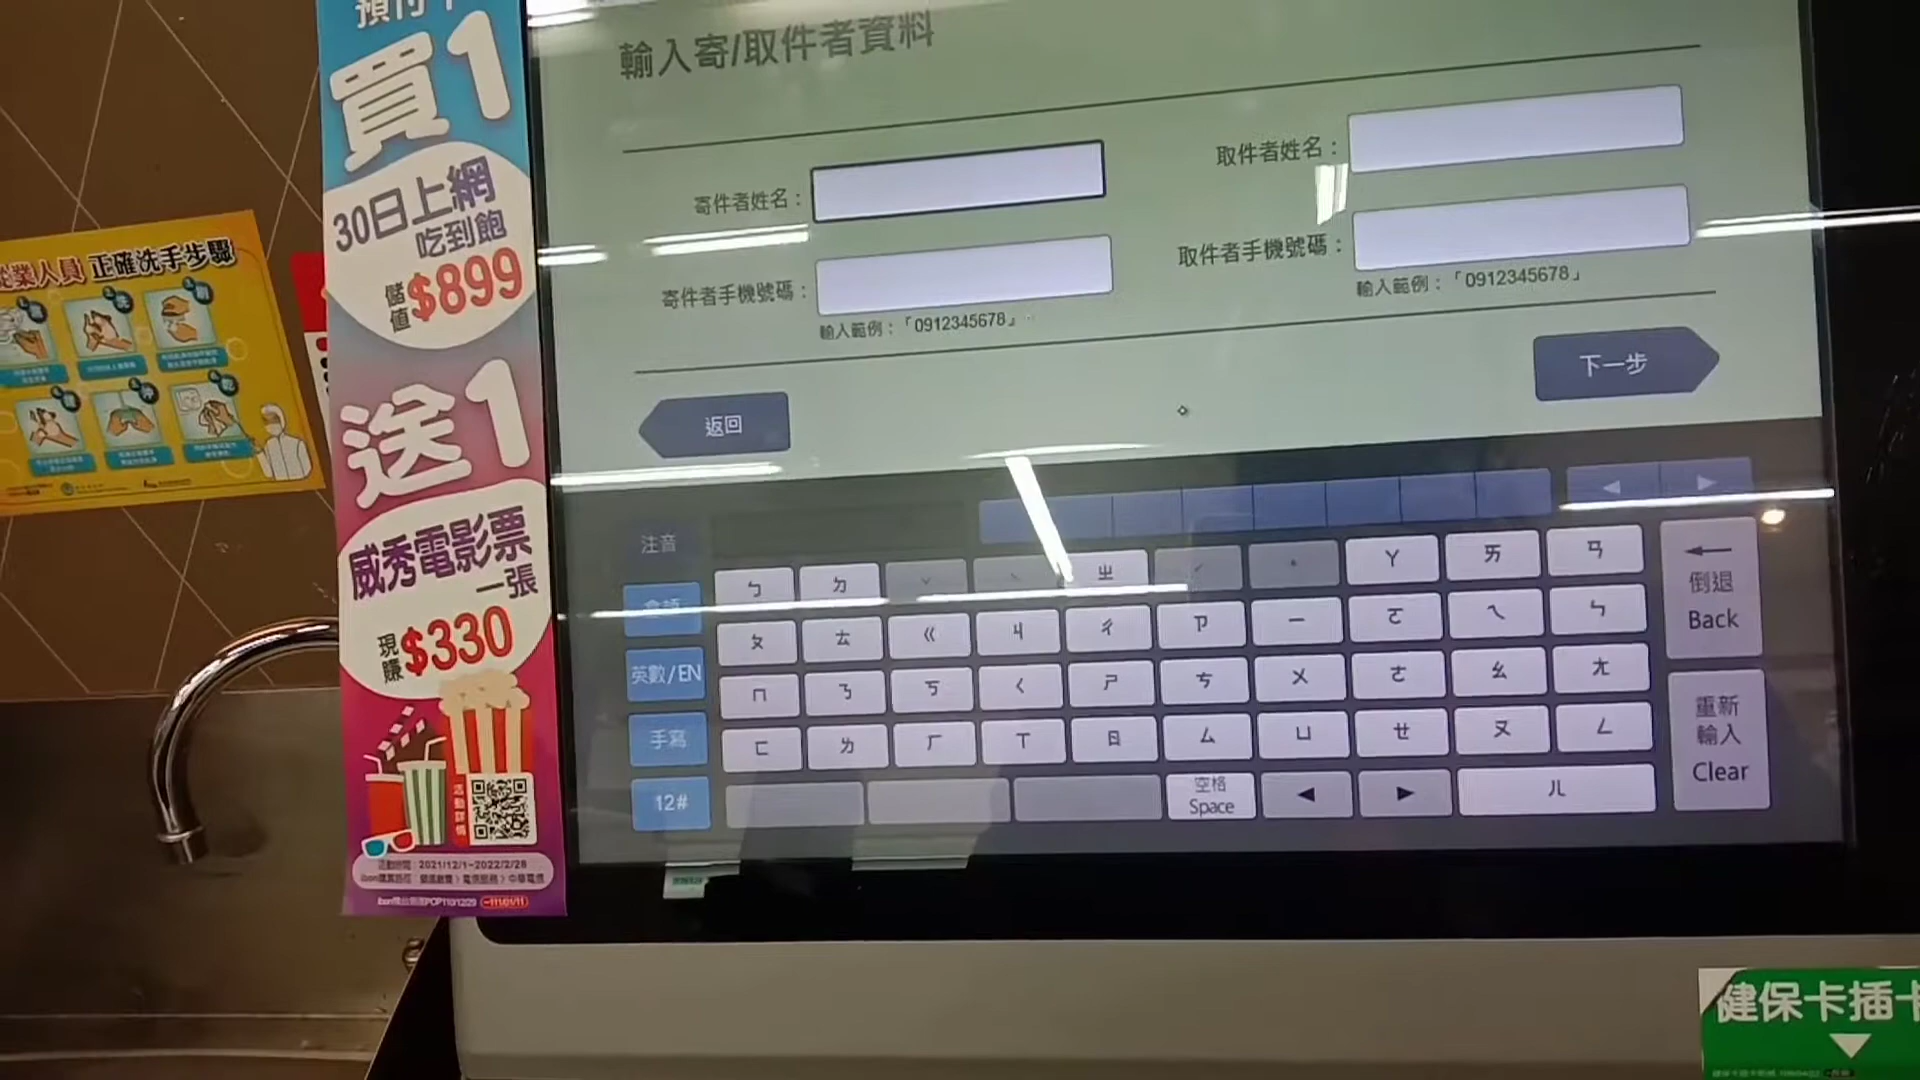 買1
30日上網
吃到飽
儲值 $899
送1
威秀電影票
一張
現賺 $330
活動詳情
活動時間：2021/12/1~2022/2/28
從業人員 正確洗手步驟
輸入寄/取件者資料
寄件者姓名：
取件者姓名：
寄件者手機號碼：
取件者手機號碼：
輸入範例：「0912345678」
輸入範例：「0912345678」
返回
下一步
◀ ▶
注音
ㄅ ㄉ ˇ ˋ ㄓ ˊ ˙ ㄚ ㄞ ㄢ
ㄆ ㄊ ㄍ ㄐ ㄔ ㄗ ㄧ ㄛ ㄟ ㄣ
英數/EN
ㄇ ㄋ ㄎ ㄑ ㄕ ㄘ ㄨ ㄜ ㄠ ㄤ
手寫
ㄈ ㄌ ㄏ ㄒ ㄖ ㄙ ㄩ ㄝ ㄡ ㄥ
12#
空格
Space
◀ ▶ ㄦ
←
倒退
Back
重新
輸入
Clear
健保卡插卡